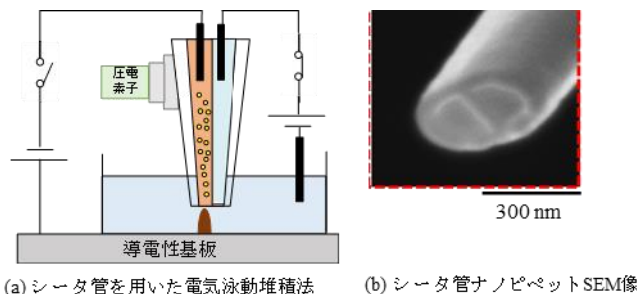 圧電
素子
導電性基板
300 nm
(a) シータ管を用いた電気泳動堆積法
(b) シータ管ナノピペットSEM像